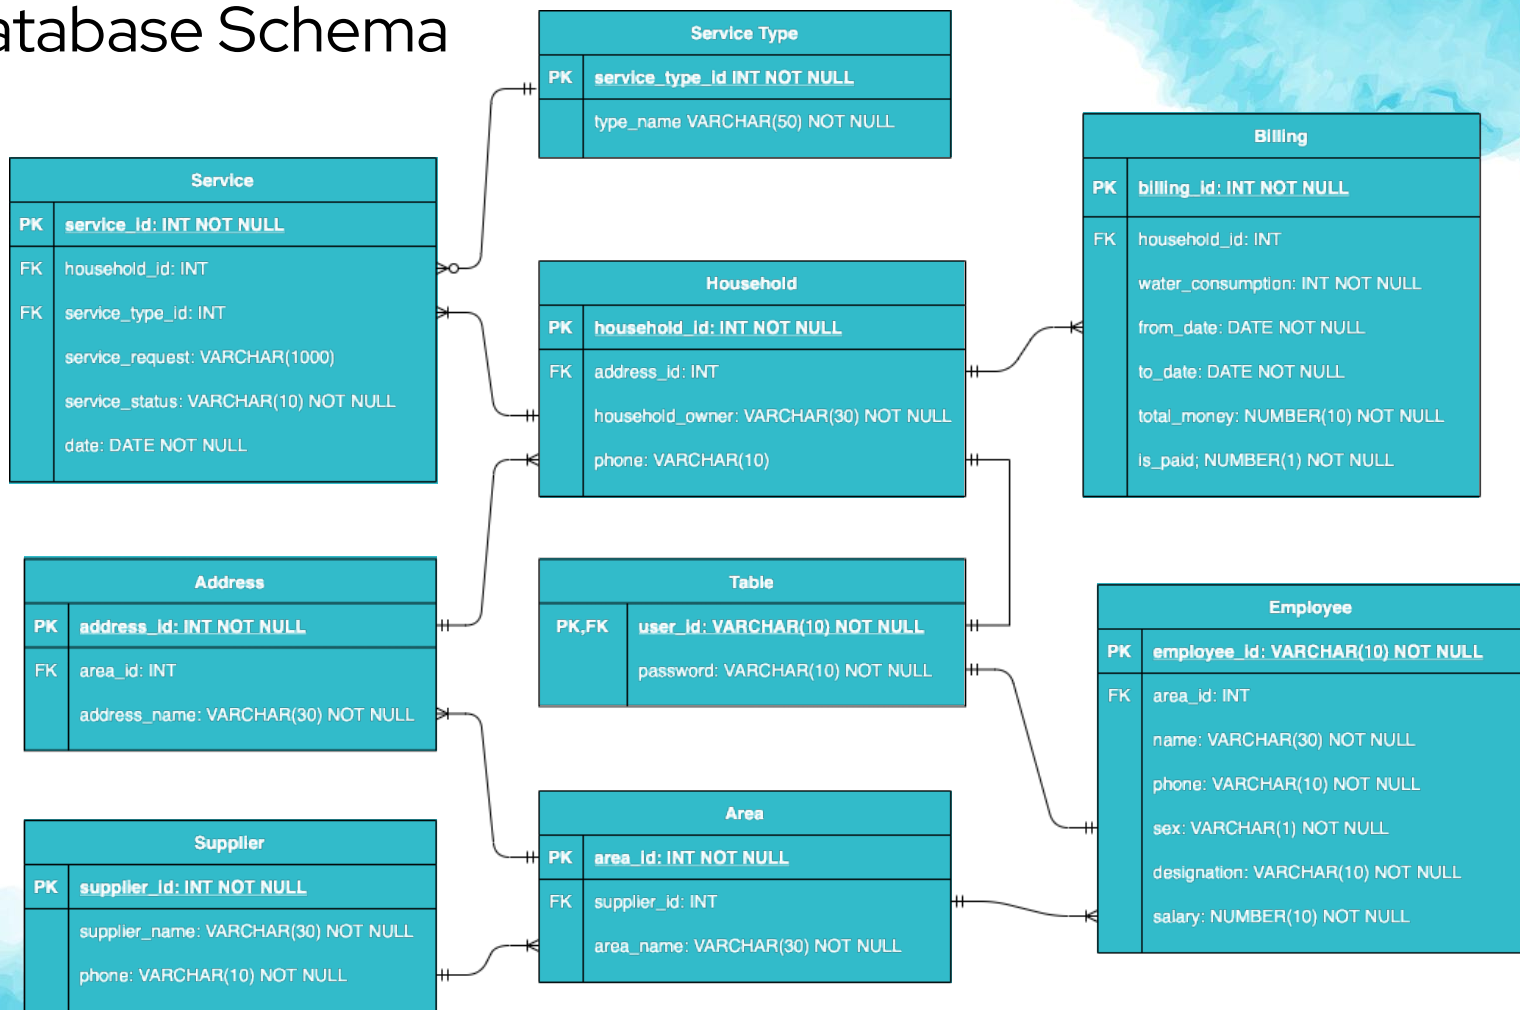 atabase Schema
Service Type
PK service_type_id INT NOT NULL
type_name VARCHAR(50) NOT NULL
Service
PK service_id: INT NOT NULL
FK household_id: INT
FK service_type_id: INT
service_request: VARCHAR(1000)
service_status: VARCHAR(10) NOT NULL
date: DATE NOT NULL
Household
PK household_id: INT NOT NULL
FK address_id: INT
household_owner: VARCHAR(30) NOT NULL
phone: VARCHAR(10)
Billing
PK billing_id: INT NOT NULL
FK household_id: INT
water_consumption: INT NOT NULL
from_date: DATE NOT NULL
to_date: DATE NOT NULL
total_money: NUMBER(10) NOT NULL
is_paid; NUMBER(1) NOT NULL
Address
PK address_id: INT NOT NULL
FK area_id: INT
address_name: VARCHAR(30) NOT NULL
Table
PK,FK user_id: VARCHAR(10) NOT NULL
password: VARCHAR(10) NOT NULL
Employee
PK employee_id: VARCHAR(10) NOT NULL
FK area_id: INT
name: VARCHAR(30) NOT NULL
phone: VARCHAR(10) NOT NULL
sex: VARCHAR(1) NOT NULL
designation: VARCHAR(10) NOT NULL
salary: NUMBER(10) NOT NULL
Supplier
PK supplier_id: INT NOT NULL
supplier_name: VARCHAR(30) NOT NULL
phone: VARCHAR(10) NOT NULL
Area
PK area_id: INT NOT NULL
FK supplier_id: INT
area_name: VARCHAR(30) NOT NULL